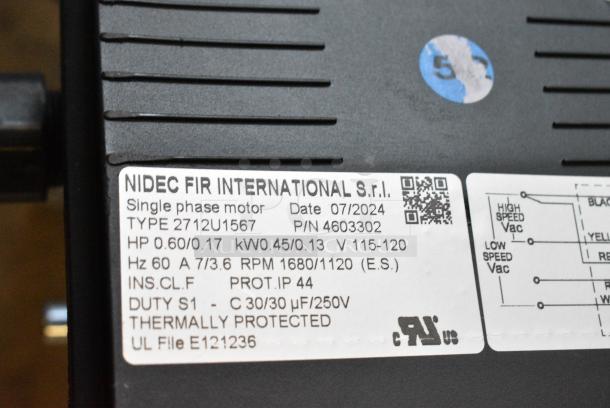 NIDEC FIR INTERNATIONAL S.r.l.
Single phase motor Date 07/2024
TYPE 2712U1567 P/N 4603302
HP 0.60/0.17 kW0.45/0.13 V 115-120
Hz 60 A 7/3.6 RPM 1680/1120 (E.S.)
INS.CL.F PROT.IP 44
DUTY S1 - C 30/30 µF/250V
THERMALLY PROTECTED
UL File E121236
c RU US
HIGH
SPEED
Vac
LOW
SPEED
Vac